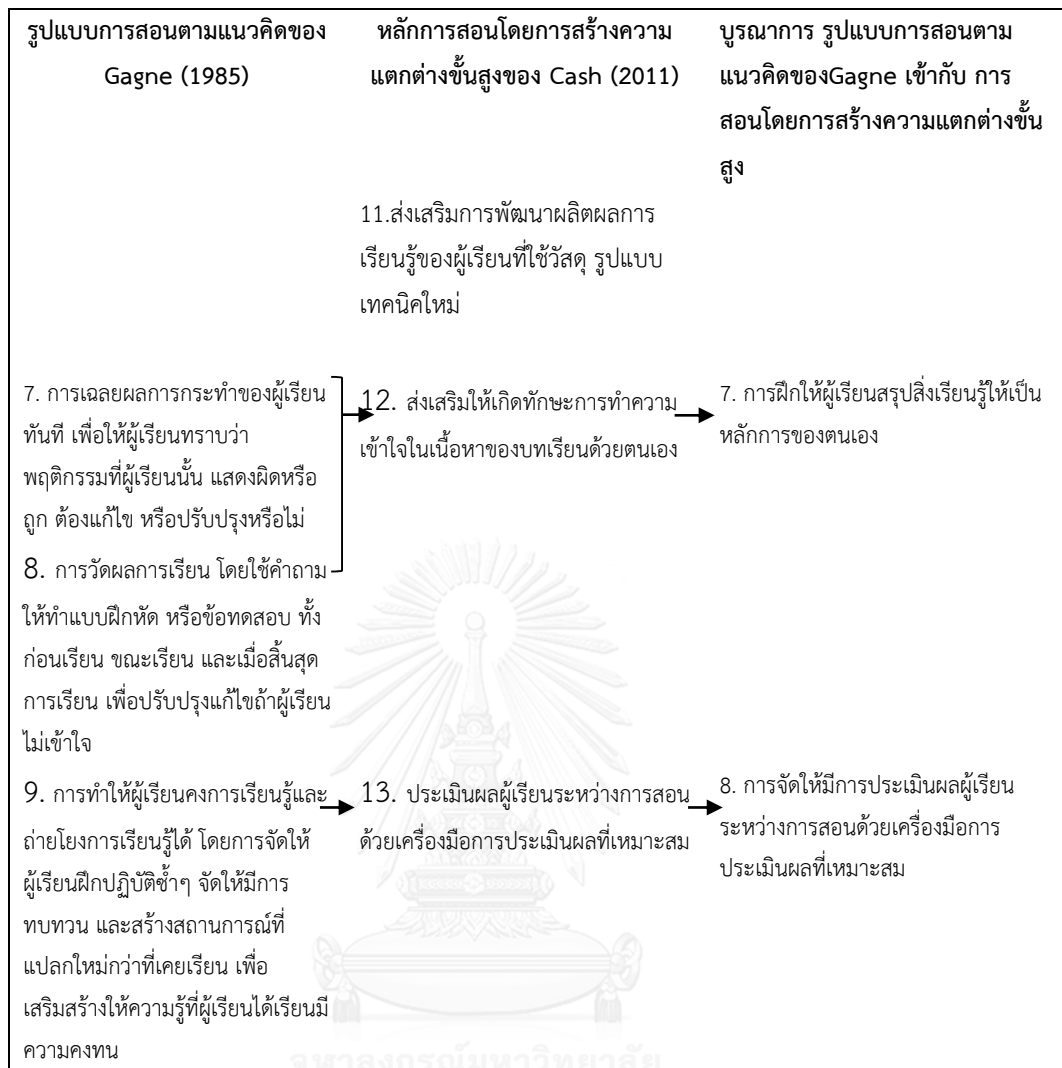 รูปแบบการสอนตามแนวคิดของ
Gagne (1985)
หลักการสอนโดยการสร้างความ
แตกต่างขั้นสูงของ Cash (2011)
บูรณาการ รูปแบบการสอนตาม
แนวคิดของGagne เข้ากับ การ
สอนโดยการสร้างความแตกต่างขั้น
สูง
11.ส่งเสริมการพัฒนาผลิตผลการ
เรียนรู้ของผู้เรียนที่ใช้วัสดุ รูปแบบ
เทคนิคใหม่
7. การเฉลยผลการกระทำของผู้เรียน
ทันที เพื่อให้ผู้เรียนทราบว่า
พฤติกรรมที่ผู้เรียนนั้น แสดงผิดหรือ
ถูก ต้องแก้ไข หรือปรับปรุงหรือไม่
12. ส่งเสริมให้เกิดทักษะการทำความ
เข้าใจในเนื้อหาของบทเรียนด้วยตนเอง
7. การฝึกให้ผู้เรียนสรุปสิ่งเรียนรู้ให้เป็น
หลักการของตนเอง
8. การวัดผลการเรียน โดยใช้คำถาม
ให้ทำแบบฝึกหัด หรือข้อทดสอบ ทั้ง
ก่อนเรียน ขณะเรียน และเมื่อสิ้นสุด
การเรียน เพื่อปรับปรุงแก้ไขถ้าผู้เรียน
ไม่เข้าใจ
9. การทำให้ผู้เรียนคงการเรียนรู้และ
ถ่ายโยงการเรียนรู้ได้ โดยการจัดให้
ผู้เรียนฝึกปฏิบัติซ้ำๆ จัดให้มีการ
ทบทวน และสร้างสถานการณ์ที่
แปลกใหม่กว่าที่เคยเรียน เพื่อ
เสริมสร้างให้ความรู้ที่ผู้เรียนได้เรียนมี
ความคงทน
13. ประเมินผลผู้เรียนระหว่างการสอน
ด้วยเครื่องมือการประเมินผลที่เหมาะสม
8. การจัดให้มีการประเมินผลผู้เรียน
ระหว่างการสอนด้วยเครื่องมือการ
ประเมินผลที่เหมาะสม
จุฬาลงกรณ์มหาวิทยาลัย